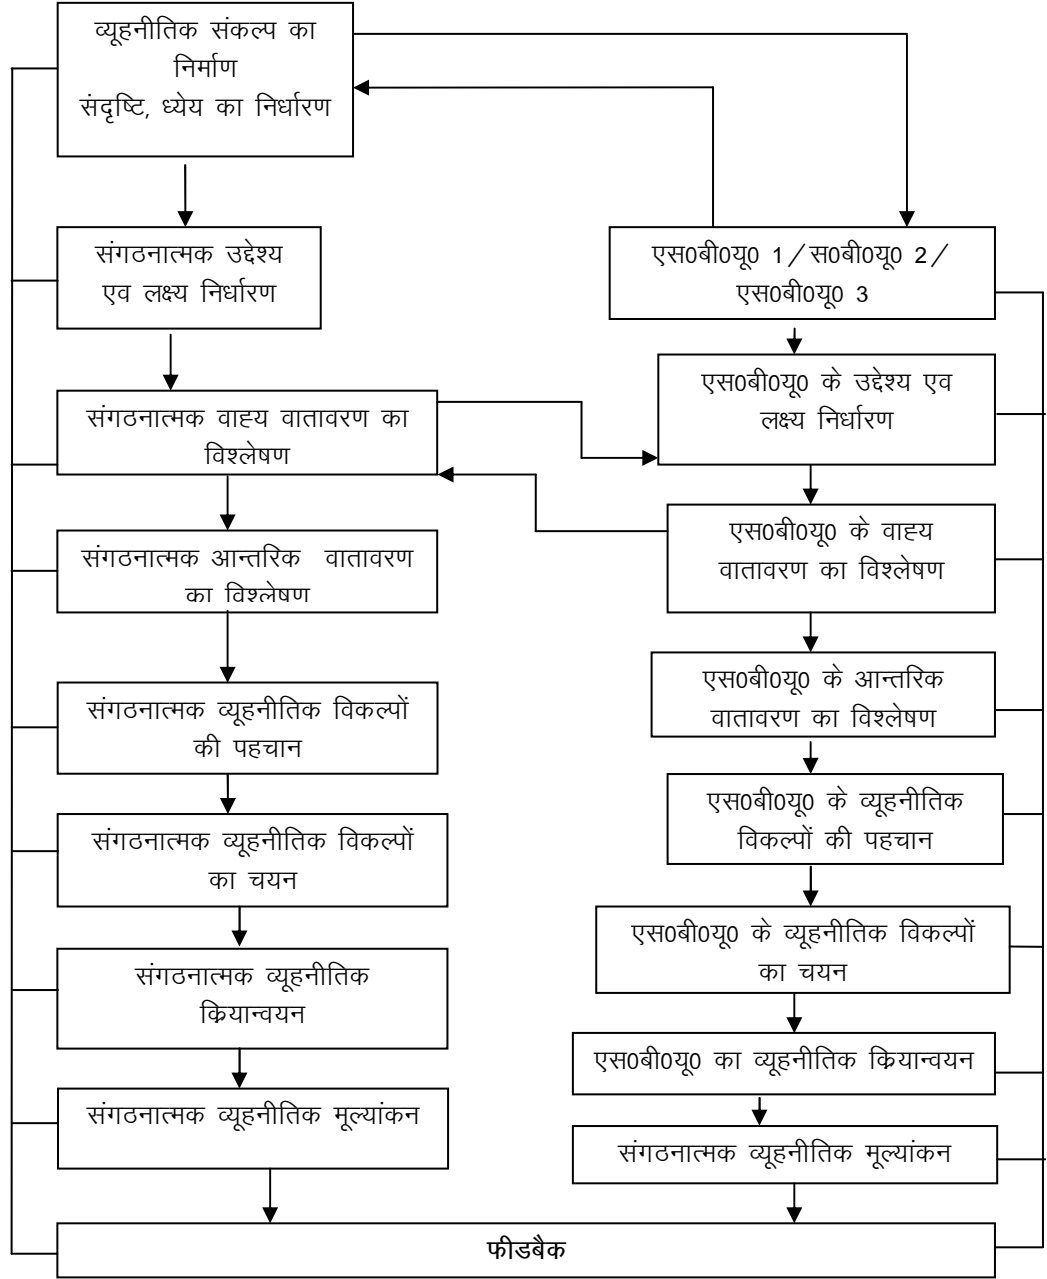 व्यूहनीतिक संकल्प का
निर्माण
संदृष्टि, ध्येय का निर्धारण
संगठनात्मक उद्देश्य
एव लक्ष्य निर्धारण
संगठनात्मक वाह्य वातावरण का
विश्लेषण
संगठनात्मक आन्तरिक वातावरण
का विश्लेषण
संगठनात्मक व्यूहनीतिक विकल्पों
की पहचान
संगठनात्मक व्यूहनीतिक विकल्पों
का चयन
संगठनात्मक व्यूहनीतिक
क्रियान्वयन
संगठनात्मक व्यूहनीतिक मूल्यांकन
एस0बी0यू0 1/स0बी0यू0 2/
एस0बी0यू0 3
एस0बी0यू0 के उद्देश्य एव
लक्ष्य निर्धारण
एस0बी0यू0 के वाह्य
वातावरण का विश्लेषण
एस0बी0यू0 के आन्तरिक
वातावरण का विश्लेषण
एस0बी0यू0 के व्यूहनीतिक
विकल्पों की पहचान
एस0बी0यू0 के व्यूहनीतिक विकल्पों
का चयन
एस0बी0यू0 का व्यूहनीतिक क्रियान्वयन
संगठनात्मक व्यूहनीतिक मूल्यांकन
फीडबैक